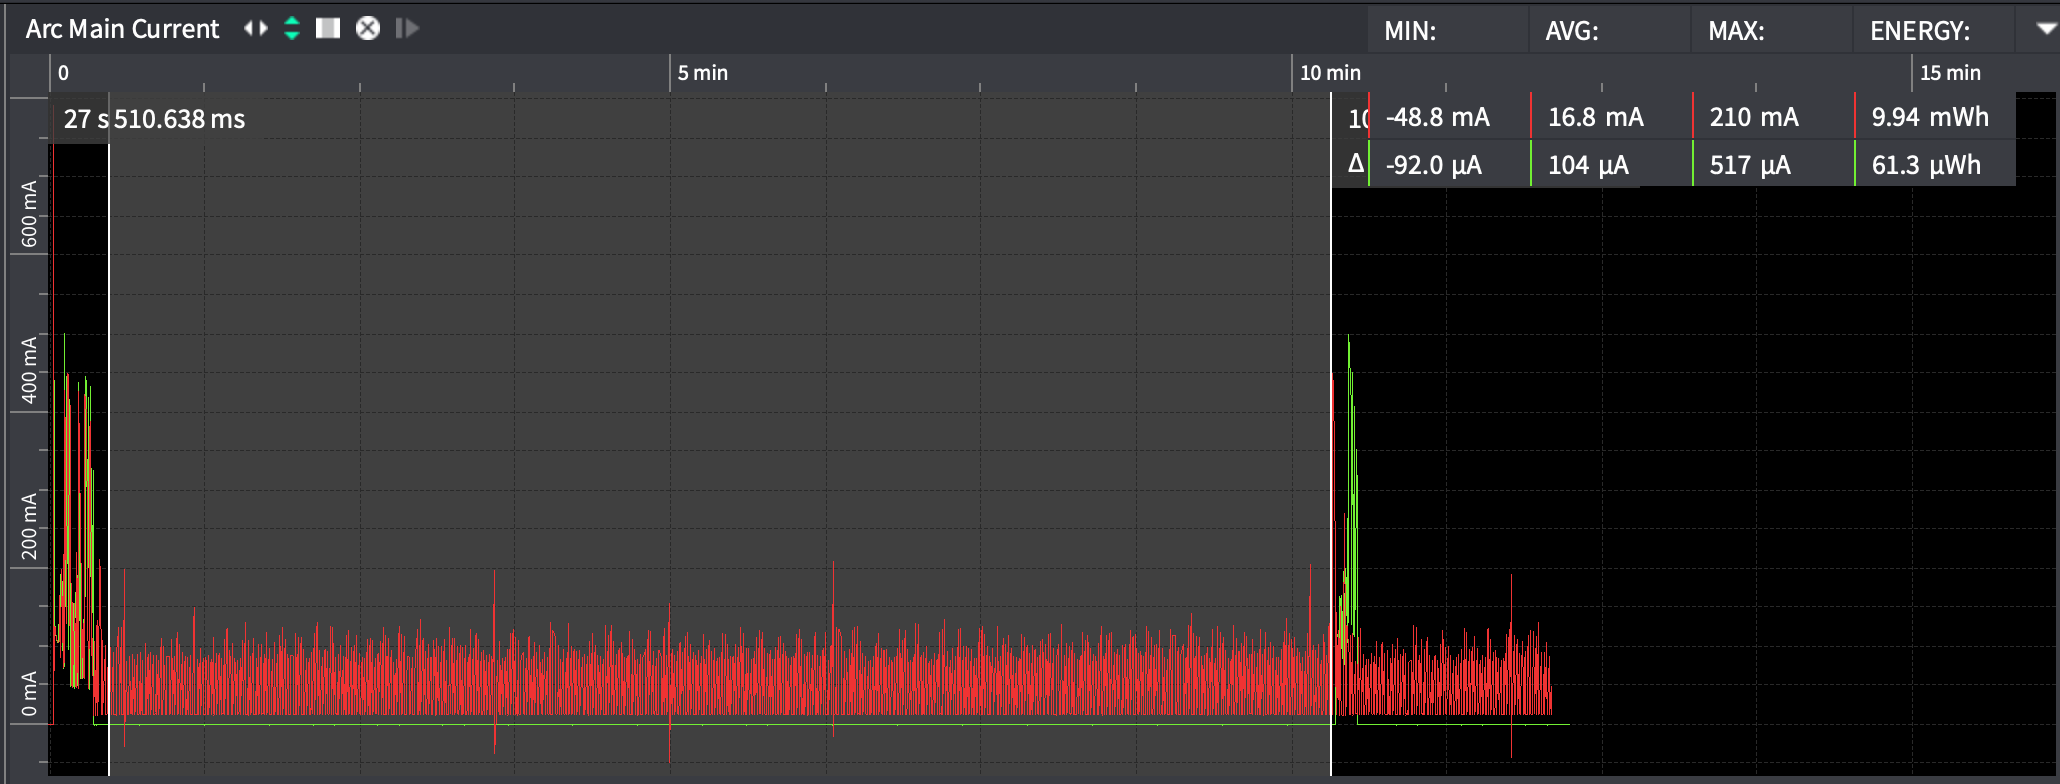 Arc Main Current MIN: AVG: MAX: ENERGY:
0 5 min 10 min 15 min
27 s 510.638 ms 10 -48.8 mA 16.8 mA 210 mA 9.94 mWh
Δ -92.0 µA 104 µA 517 µA 61.3 µWh
600 mA
400 mA
200 mA
0 mA